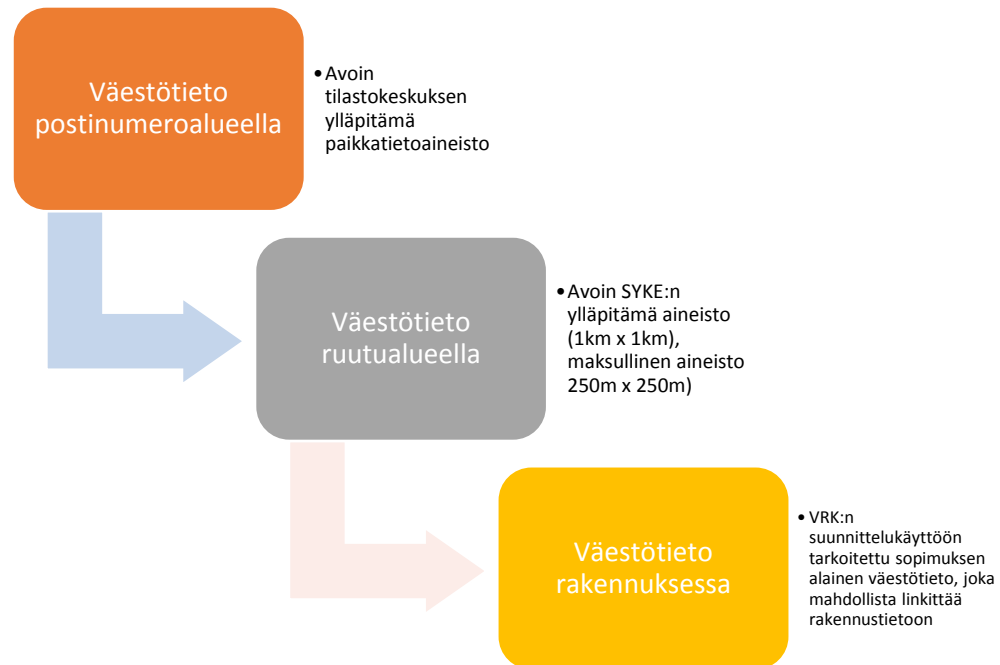 Väestötieto
postinumeroalueella
•Avoin
tilastokeskuksen
ylläpitämä
paikkatietoaineisto
Väestötieto
ruutualueella
•Avoin SYKE:n
ylläpitämä aineisto
(1km x 1km),
maksullinen aineisto
250m x 250m)
Väestötieto
rakennuksessa
• VRK:n
suunnittelukäyttöön
tarkoitettu sopimuksen
alainen väestötieto, joka
mahdollista linkittää
rakennustietoon